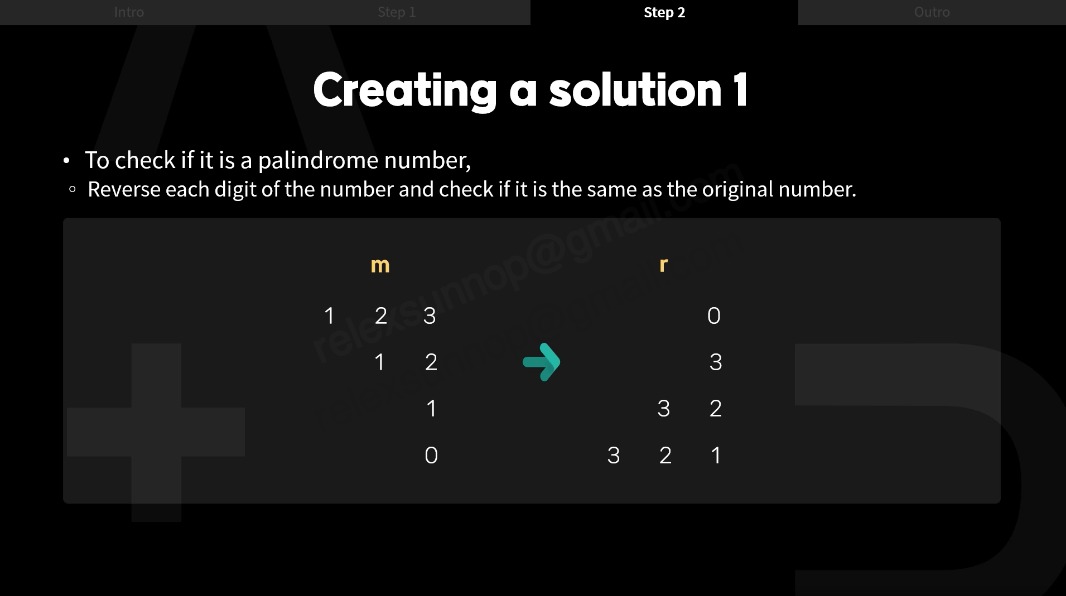 Intro Step 1 Step 2 Outro
Creating a solution 1
• To check if it is a palindrome number,
◦ Reverse each digit of the number and check if it is the same as the original number.
m r
1 2 3 0
1 2 3
1 3 2
0 3 2 1
relexsunnop@gmail.com